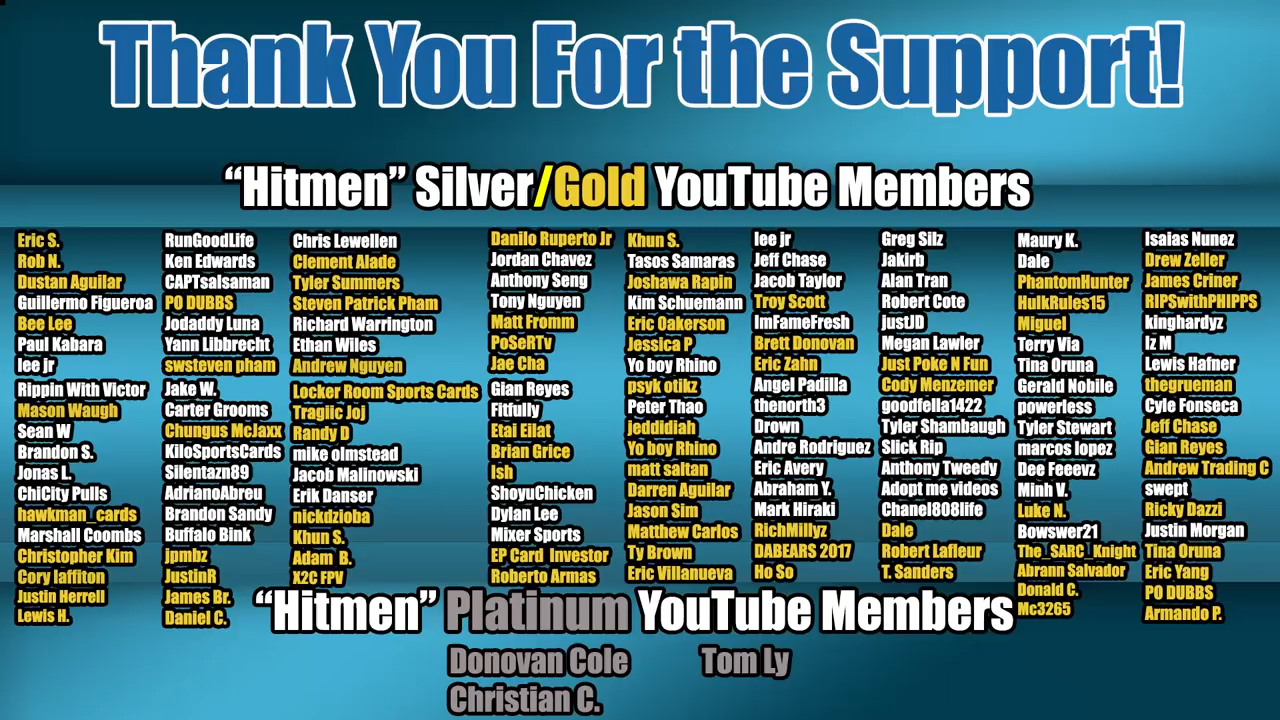 Thank You For the Support!
“Hitmen” Silver/Gold YouTube Members
Eric S.
Rob N.
Dustan Aguilar
Guillermo Figueroa
Bee Lee
Paul Kabara
lee jr
Rippin With Victor
Mason Waugh
Sean W
Brandon S.
Jonas L.
ChiCity Pulls
hawkman_cards
Marshall Coombs
Christopher Kim
Cory laffiton
Justin Herrell
Lewis H.
RunGoodLife
Ken Edwards
CAPTsalsaman
PO DUBBS
Jodaddy Luna
Yann Libbrecht
swsteven pham
Jake W.
Carter Grooms
Chungus McJaxx
KiloSportsCards
Silentazn89
AdrianoAbreu
Brandon Sandy
Buffalo Bink
jpmbz
JustinR
James Br.
Daniel C.
Chris Lewellen
Clement Alade
Tyler Summers
Steven Patrick Pham
Richard Warrington
Ethan Wiles
Andrew Nguyen
Locker Room Sports Cards
Tragiic Joj
Randy D
mike olmstead
Jacob Malinowski
Erik Danser
nickdzioba
Khun S.
Adam  B.
X2C FPV
Danilo Ruperto Jr
Jordan Chavez
Anthony Seng
Tony Nguyen
Matt Fromm
PoSeRTv
Jae Cha
Gian Reyes
Fitfully
Etai Eilat
Brian Grice
Ish
ShoyuChicken
Dylan Lee
Mixer Sports
EP Card  Investor
Roberto Armas
Khun S.
Tasos Samaras
Joshawa Rapin
Kim Schuemann
Eric Oakerson
Jessica P
Yo boy Rhino
psyk otikz
Peter Thao
jeddidiah
Yo boy Rhino
matt saltan
Darren Aguilar
Jason Sim
Matthew Carlos
Ty Brown
Eric Villanueva
lee jr
Jeff Chase
Jacob Taylor
Troy Scott
ImFameFresh
Brett Donovan
Eric Zahn
Angel Padilla
thenorth3
Drown
Andre Rodriguez
Eric Avery
Abraham Y.
Mark Hiraki
RichMillyz
DABEARS 2017
Ho So
Greg Silz
Jakirb
Alan Tran
Robert Cote
JustJD
Megan Lawler
Just Poke N Fun
Cody Menzemer
goodfella1422
Tyler Shambaugh
Slick Rip
Anthony Tweedy
Adopt me videos
Chanel808life
Dale
Robert Lafleur
T. Sanders
Maury K.
Dale
PhantomHunter
HulkRules15
Miguel
Terry Via
Tina Oruna
Gerald Nobile
powerless
Tyler Stewart
marcos lopez
Dee Feeevz
Minh V.
Luke N.
Bowswer21
The_SARC_Knight
Abrann Salvador
Donald C.
Mc3265
Isaias Nunez
Drew Zeller
James Criner
RIPSwithPHIPPS
kinghardyz
Iz M
Lewis Hafner
thegrueman
Cyle Fonseca
Jeff Chase
Gian Reyes
Andrew Trading C
swept
Ricky Dazzi
Justin Morgan
Tina Oruna
Eric Yang
PO DUBBS
Armando P.
“Hitmen” Platinum YouTube Members
Donovan Cole
Tom Ly
Christian C.